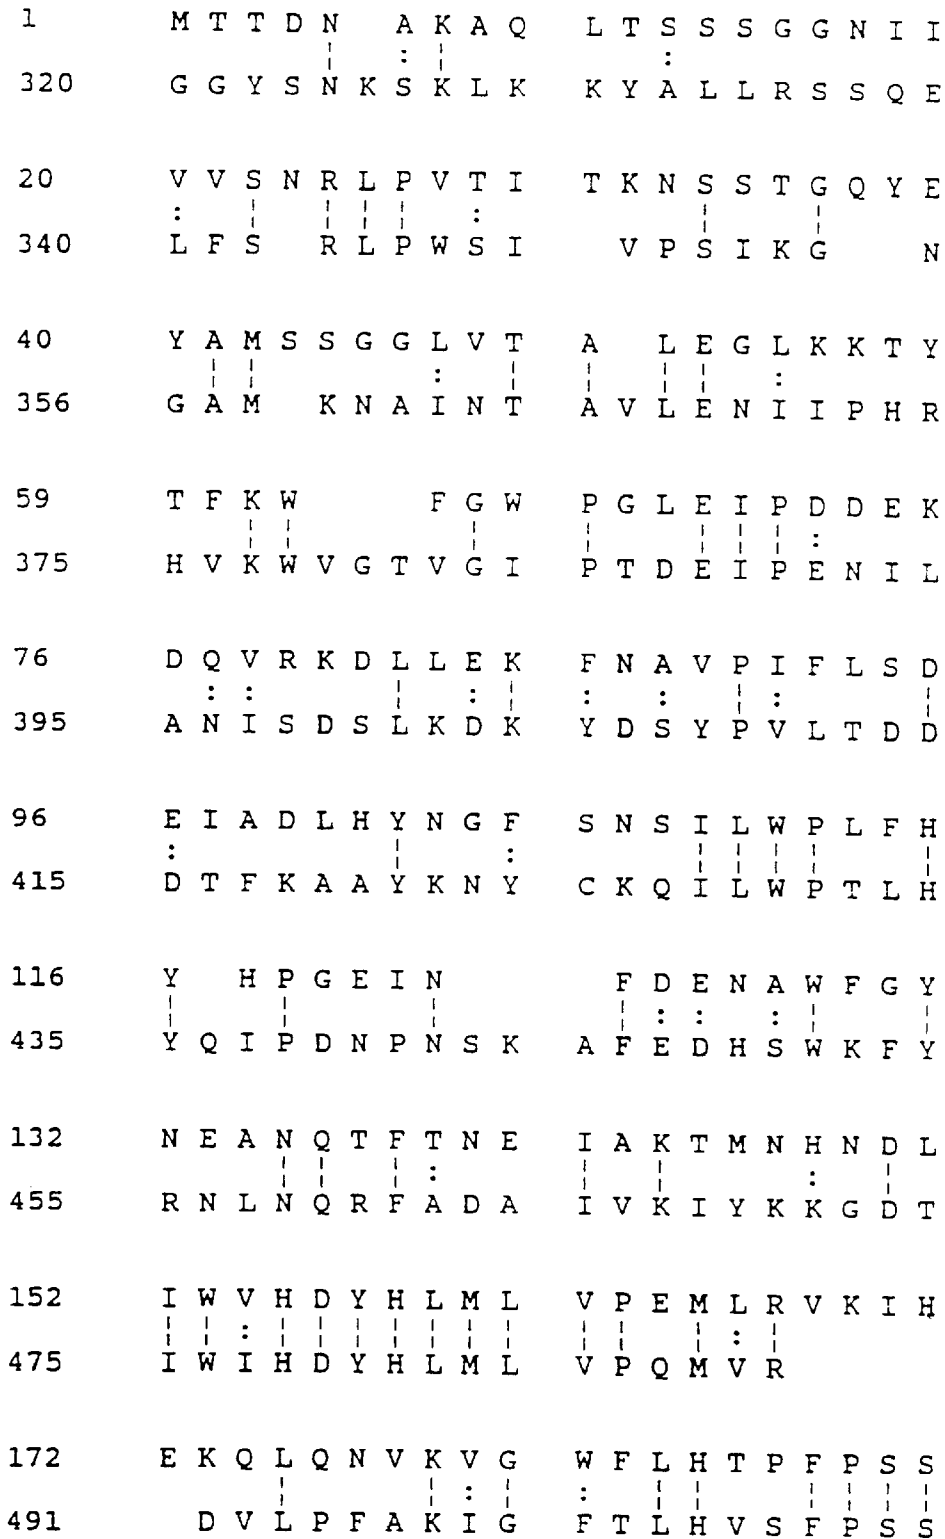 1 M T T D N A K A Q L T S S S G G N I I
| : | :
320 G G Y S N K S K L K K Y A L L R S S Q E
20 V V S N R L P V T I T K N S S T G Q Y E
: | | | | : | |
340 L F S R L P W S I V P S I K G N
40 Y A M S S G G L V T A L E G L K K T Y
| | : | | | | :
356 G A M K N A I N T A V L E N I I P H R
59 T F K W F G W P G L E I P D D E K
| | | | | | | :
375 H V K W V G T V G I P T D E I P E N I L
76 D Q V R K D L L E K F N A V P I F L S D
: : | : | : : | : |
395 A N I S D S L K D K Y D S Y P V L T D D
96 E I A D L H Y N G F S N S I L W P L F H
: | : | | | | |
415 D T F K A A Y K N Y C K Q I L W P T L H
116 Y H P G E I N F D E N A W F G Y
| | | | : : : | |
435 Y Q I P D N P N S K A F E D H S W K F Y
132 N E A N Q T F T N E I A K T M N H N D L
| | | : | | : |
455 R N L N Q R F A D A I V K I Y K K G D T
152 I W V H D Y H L M L V P E M L R V K I H
| | : | | | | | | | | | | : |
475 I W I H D Y H L M L V P Q M V R
172 E K Q L Q N V K V G W F L H T P F P S S
| | : | : | | | | | |
491 D V L P F A K I G F T L H V S F P S S